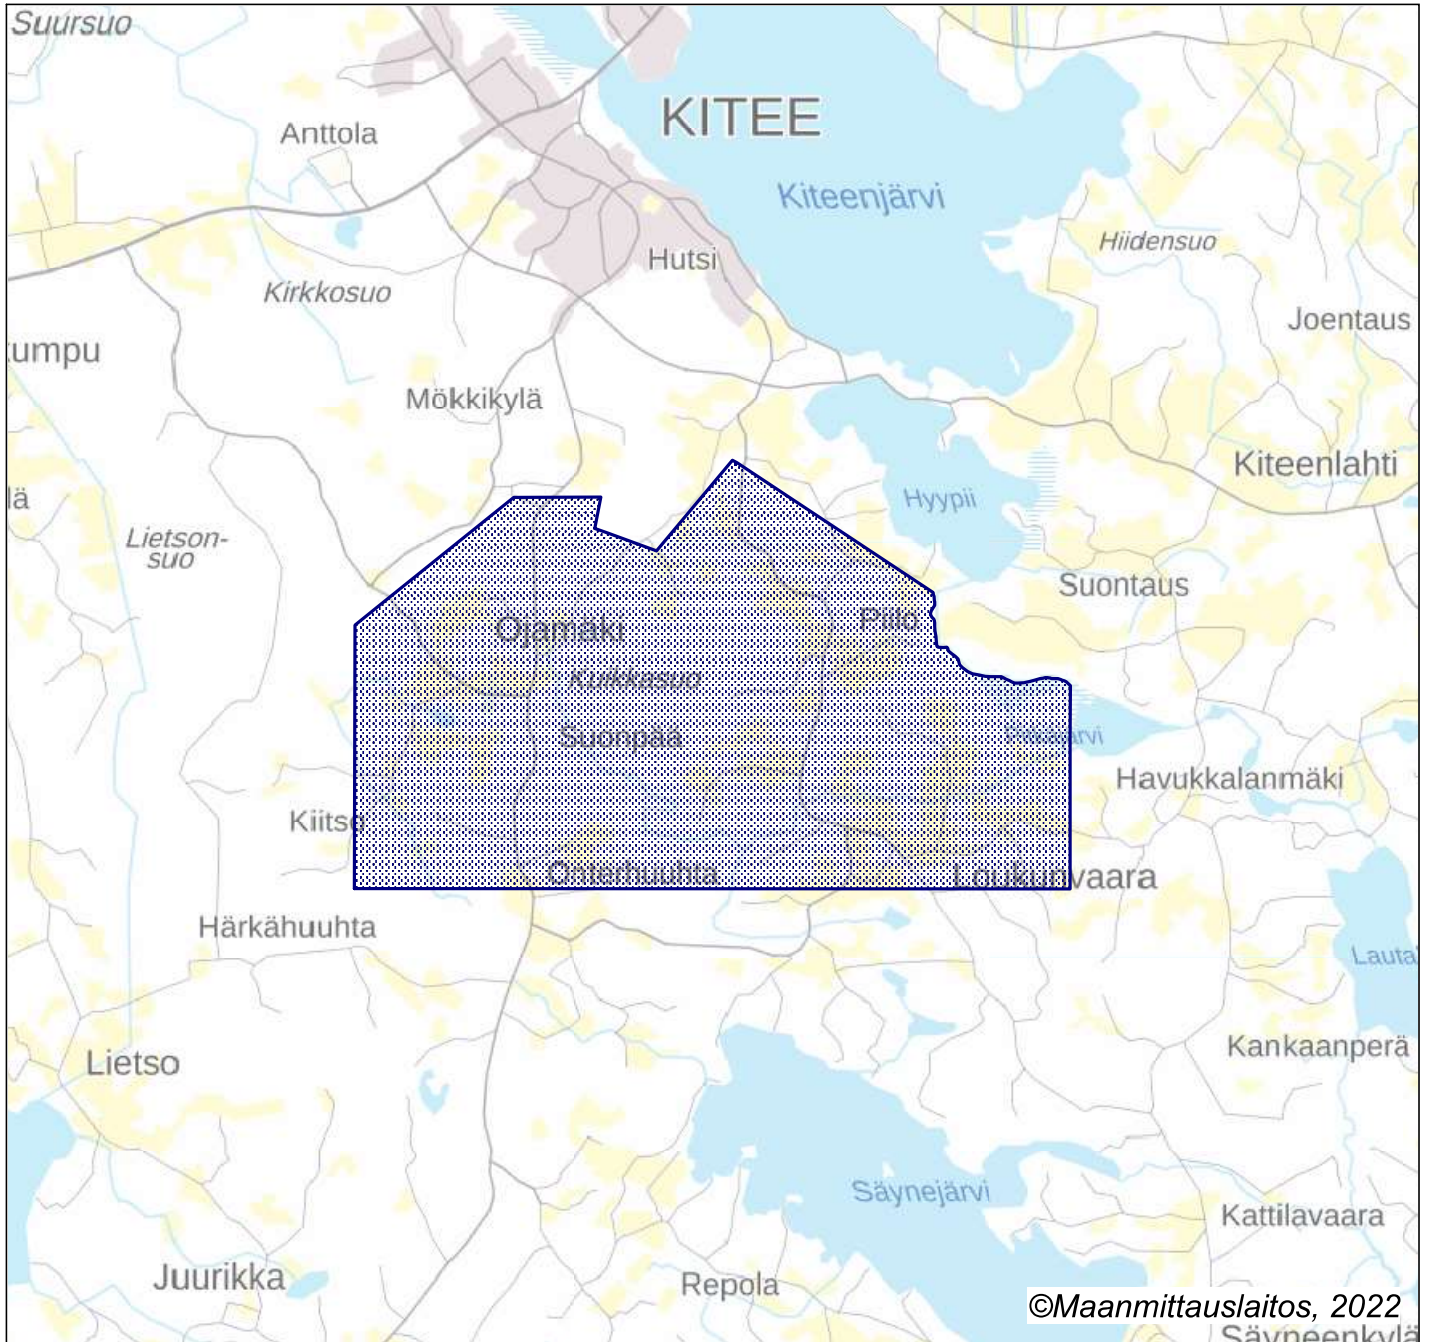 Suursuo
KITEE
Anttola
Kiteenjärvi
Hiidensuo
Hutsi
Kirkkosuo
Joentaus
umpu
Mökkikylä
Kiteenlahti
lä
Hyypii
Lietson-
suo
Suontaus
Piilo
Ojamäki
Kuikkasuo
Suonpää
Havukkalanmäki
Kiitso
Onterhuuhta
Loukunvaara
Härkähuuhta
Lauta
Kankaanperä
Lietso
Säynejärvi
Kattilavaara
Juurikka
Repola
©Maanmittauslaitos, 2022
Säyneenkylä